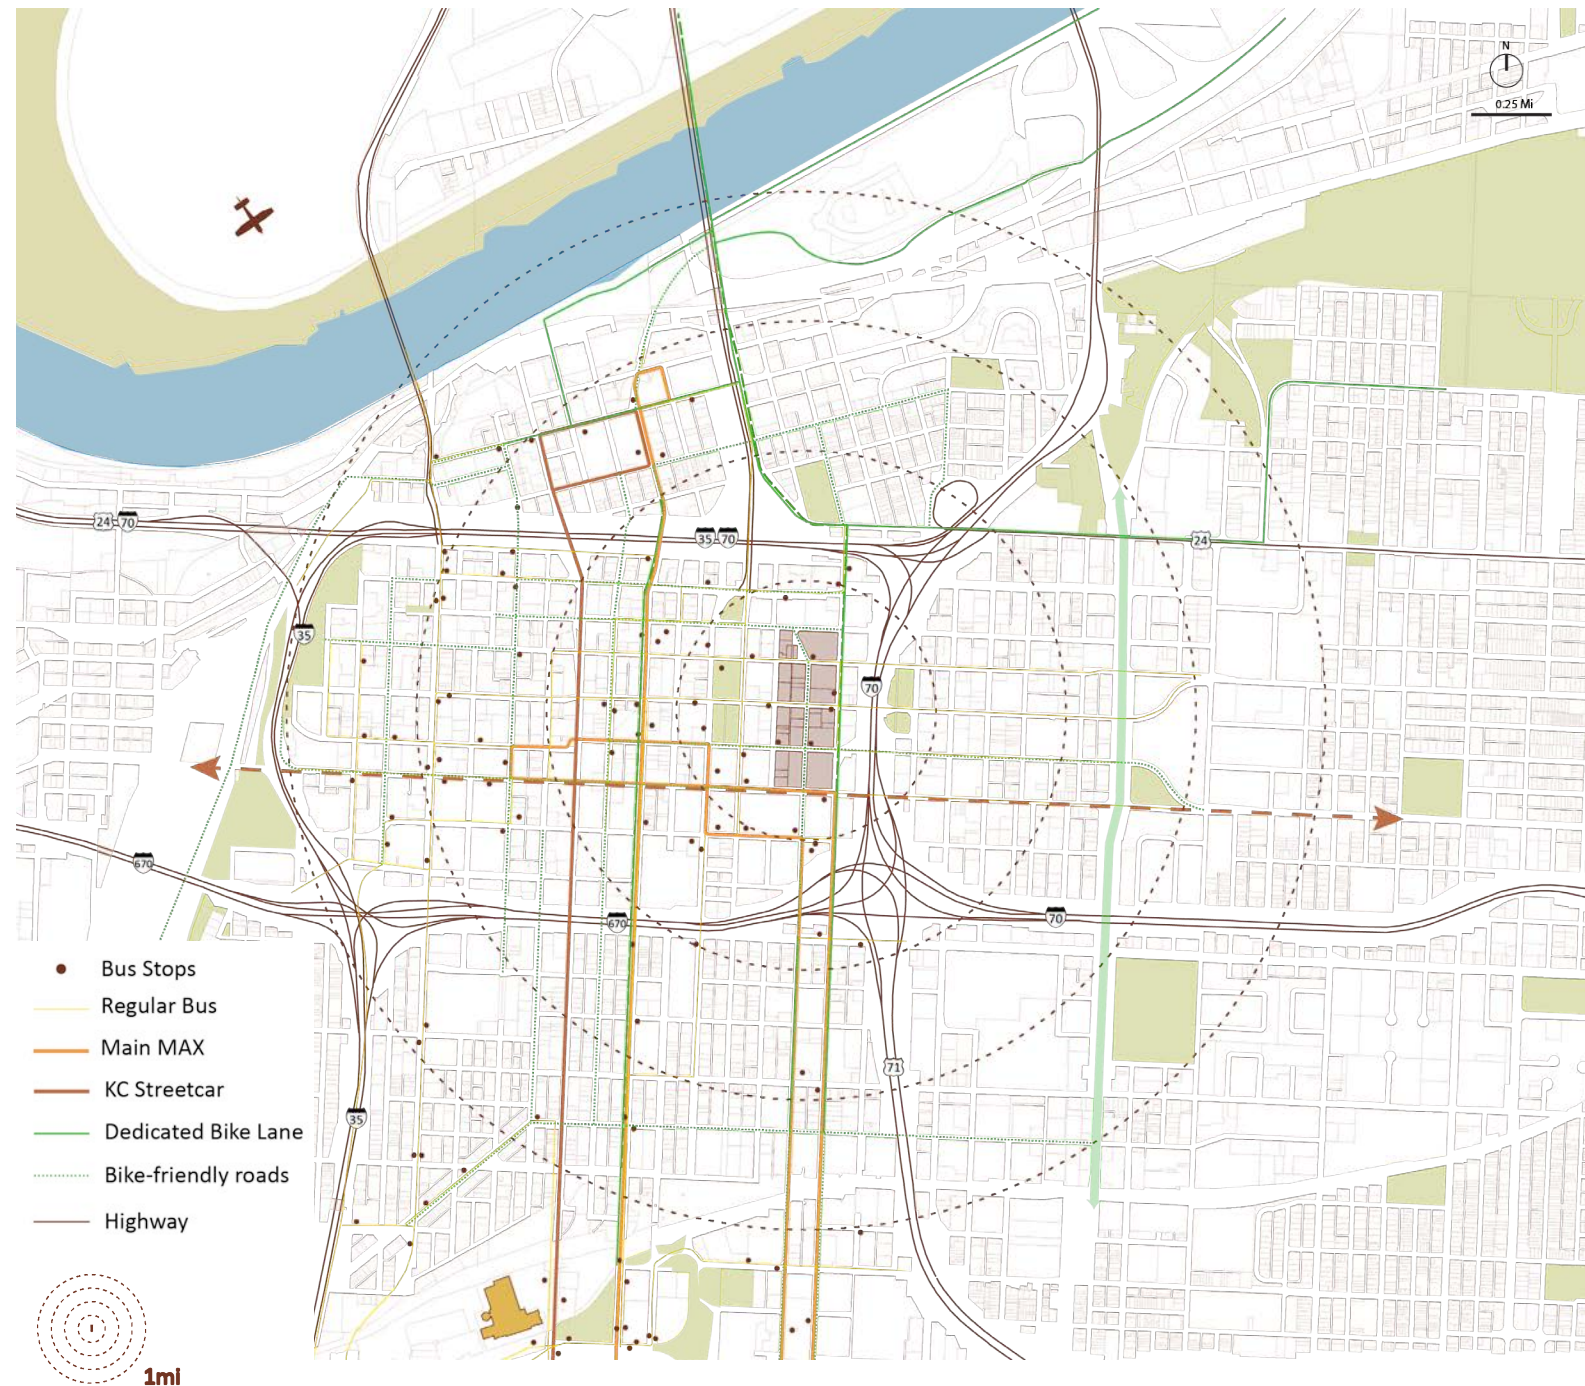 N
0.25 Mi
24
70
35
70
24
35
70
670
670
70
71
35
Bus Stops
Regular Bus
Main MAX
KC Streetcar
Dedicated Bike Lane
Bike-friendly roads
Highway
1mi